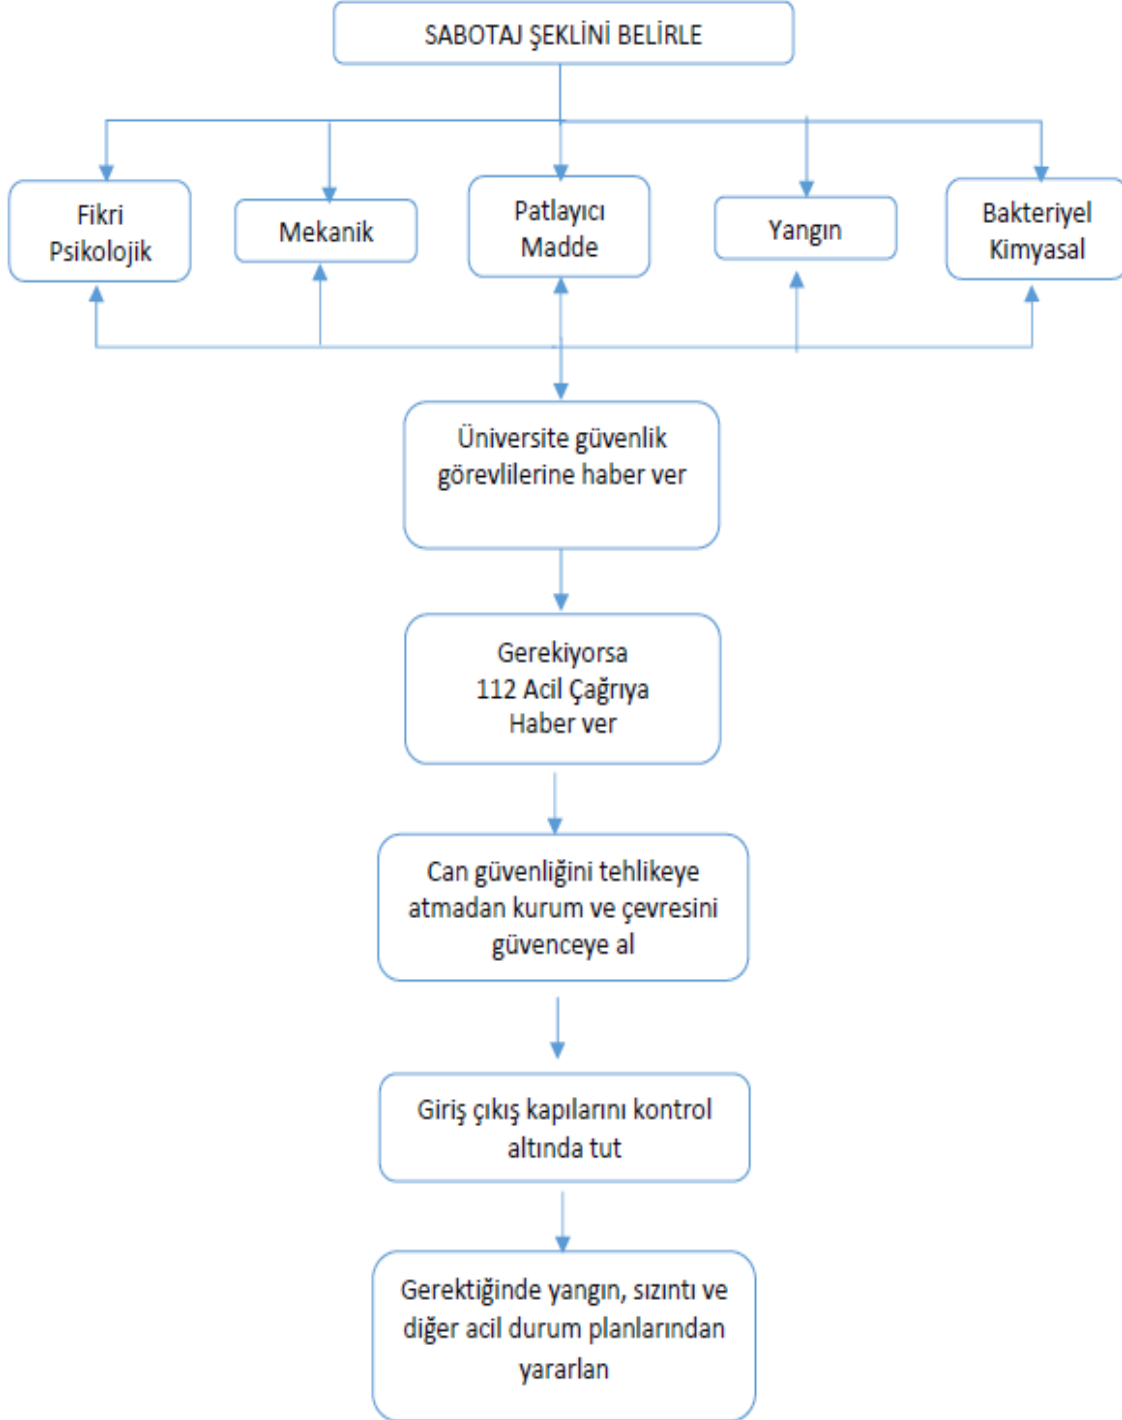 SABOTAJ ŞEKLİNİ BELİRLE
Fikri
Psikolojik
Mekanik
Patlayıcı
Madde
Yangın
Bakteriyel
Kimyasal
Üniversite güvenlik
görevlilerine haber ver
Gerekiyorsa
112 Acil Çağrıya
Haber ver
Can güvenliğini tehlikeye
atmadan kurum ve çevresini
güvenceye al
Giriş çıkış kapılarını kontrol
altında tut
Gerektiğinde yangın, sızıntı ve
diğer acil durum planlarından
yararlan